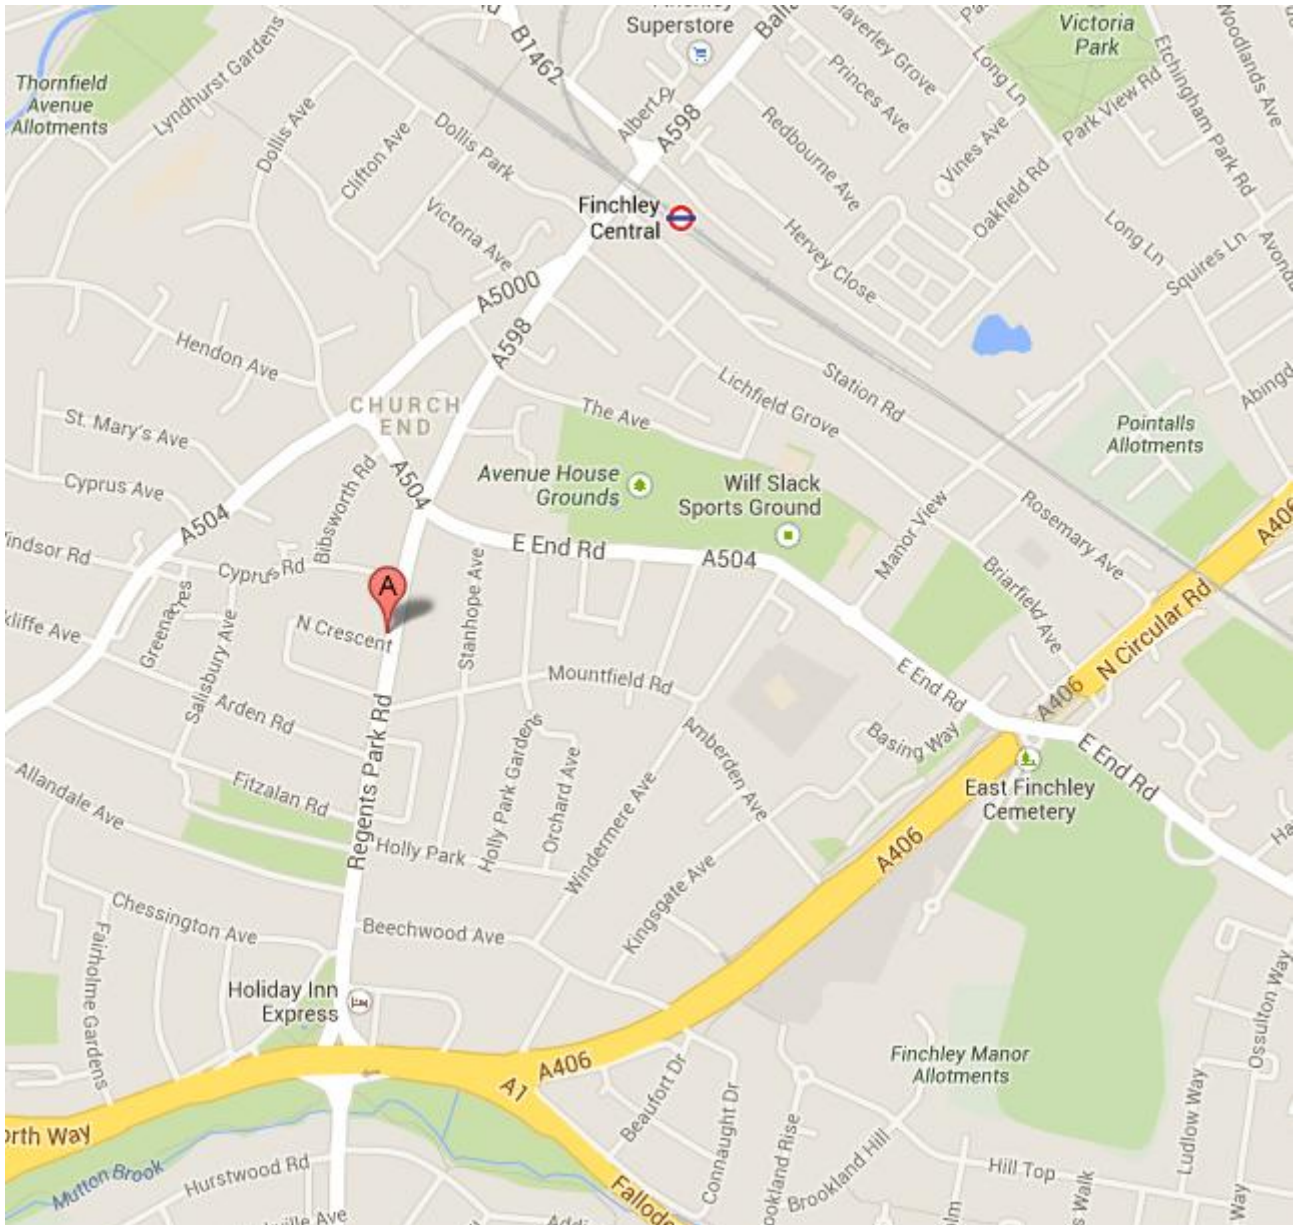 B1462
Finchley
Superstore
Claverley Grove
Victoria
Park
Woodlands Ave
Etchingham Park Rd
Long Ln
Princes Ave
Thornfield
Avenue
Allotments
Lyndhurst Gardens
Dollis Ave
Clifton Ave
Dollis Park
Victoria Ave
Albert
A598
Redbourne Ave
Vines Ave
Park View Rd
Oakfield Rd
Finchley
Central
Hervey Close
Long Ln
Squires Ln
A5000
A598
Hendon Ave
CHURCH
END
The Ave
Lichfield Grove
Station Rd
Pointalls
Allotments
St. Mary's Ave
Cyprus Ave
A504
A504
Bibsworth Rd
Avenue House
Grounds
Wilf Slack
Sports Ground
Manor View
Rosemary Ave
A406
E End Rd
A504
Briarfield Ave
Cyprus Rd
A
N Crescent
Stanhope Ave
Salisbury Ave
Arden Rd
Mountfield Rd
E End Rd
N Circular Rd
A406
Basing Way
Amberden Ave
E End Rd
East Finchley
Cemetery
Regents Park Rd
Fitzalan Rd
Allandale Ave
Holly Park
Holly Park Gardens
Orchard Ave
Windermere Ave
Kingsgate Ave
A406
Chessington Ave
Beechwood Ave
Fairholme Gardens
Holiday Inn
Express
Ossulton Way
Finchley Manor
Allotments
A406
A1
Beaufort Dr
Connaught Dr
orth Way
Mutton Brook
Hurstwood Rd
Brookland Hill
Hill Top
Ludlow Way